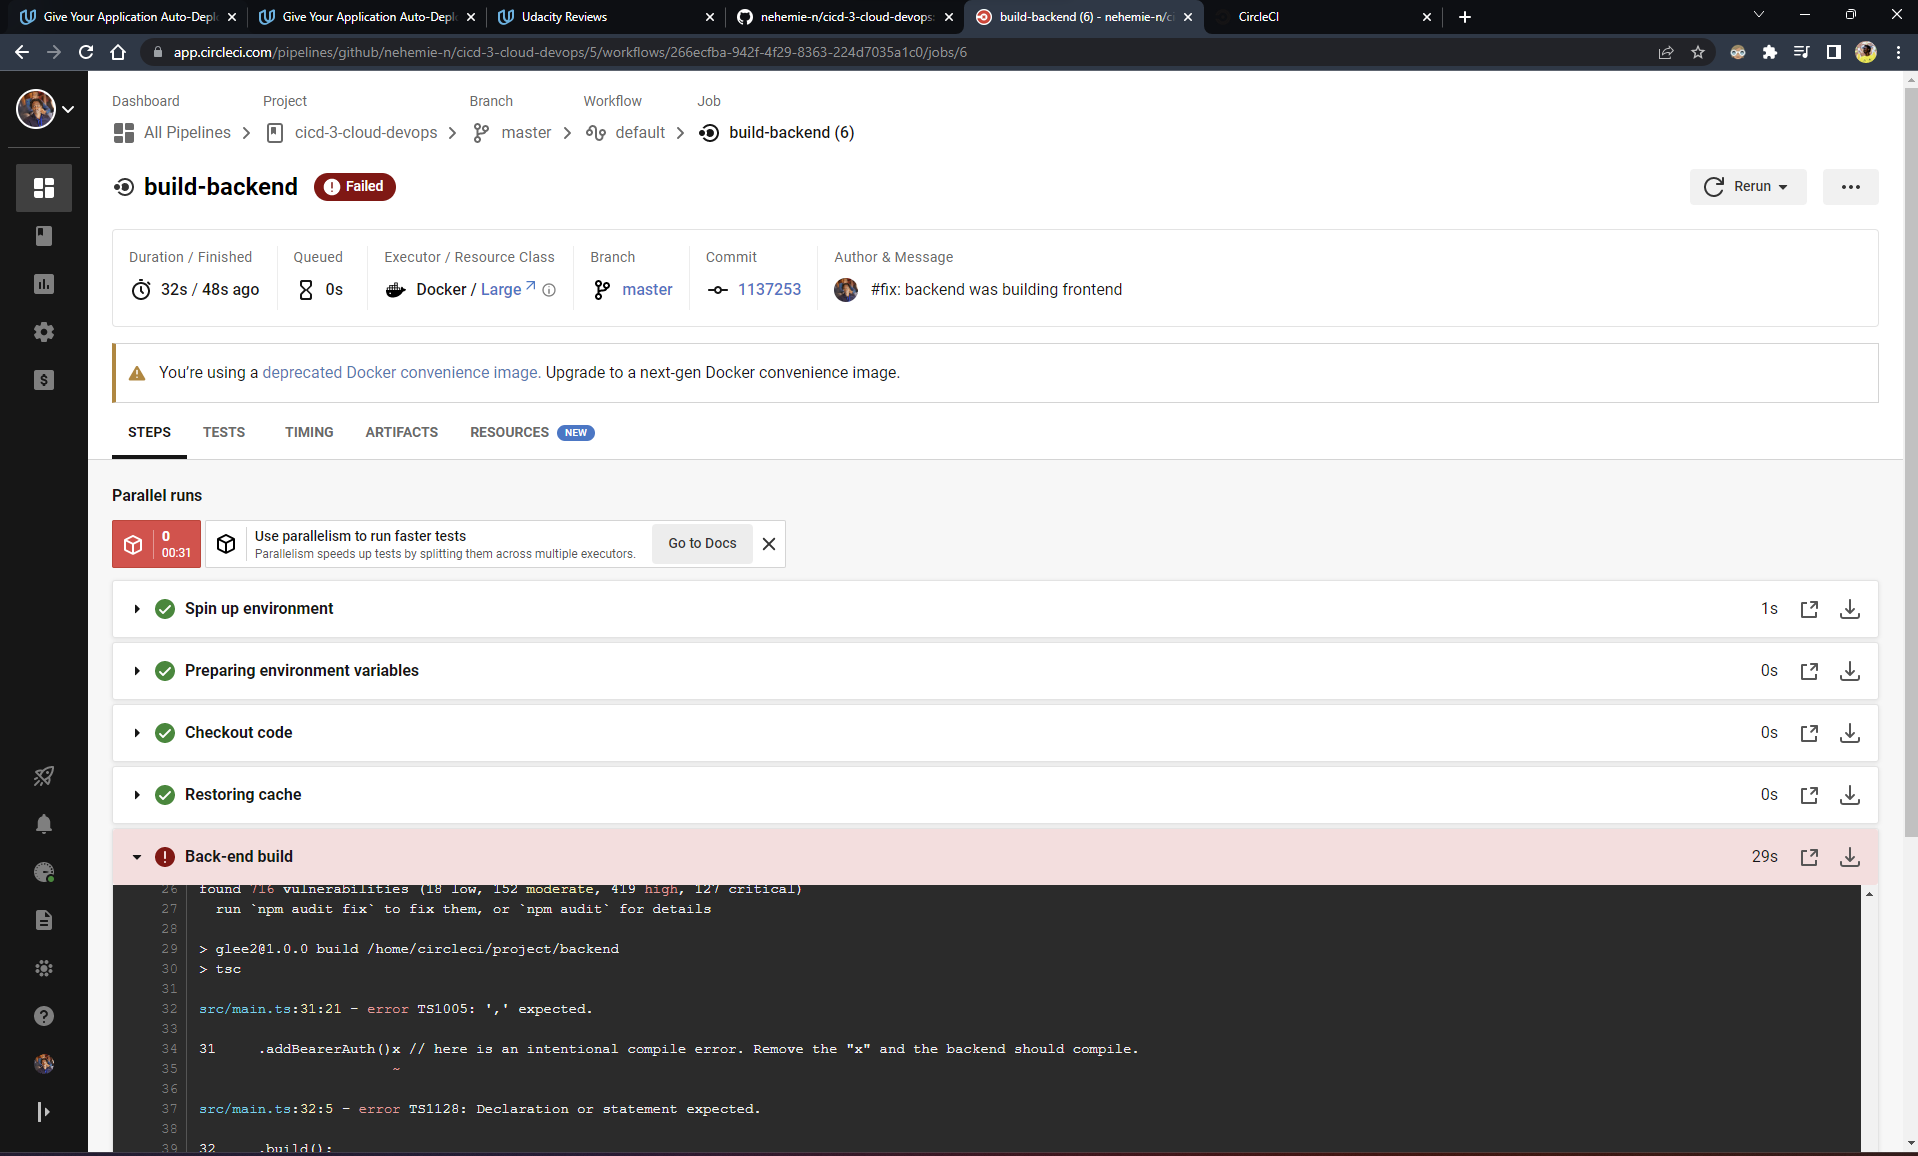 Give Your Application Auto-Depl
Give Your Application Auto-Depl
Udacity Reviews
nehemie-n/cicd-3-cloud-devops:
build-backend (6) - nehemie-n/ci
CircleCI
app.circleci.com/pipelines/github/nehemie-n/cicd-3-cloud-devops/5/workflows/266ecfba-942f-4f29-8363-224d7035a1c0/jobs/6
Dashboard Project Branch Workflow Job
All Pipelines cicd-3-cloud-devops master default build-backend (6)
build-backend Failed
Rerun
Duration / Finished Queued Executor / Resource Class Branch Commit Author & Message
32s / 48s ago 0s Docker / Large master 1137253 #fix: backend was building frontend
You're using a deprecated Docker convenience image. Upgrade to a next-gen Docker convenience image.
STEPS TESTS TIMING ARTIFACTS RESOURCES NEW
Parallel runs
0
00:31
Use parallelism to run faster tests
Parallelism speeds up tests by splitting them across multiple executors.
Go to Docs
Spin up environment 1s
Preparing environment variables 0s
Checkout code 0s
Restoring cache 0s
Back-end build 29s
26 found 716 vulnerabilities (18 low, 152 moderate, 419 high, 127 critical)
27 run `npm audit fix` to fix them, or `npm audit` for details
28
29 > glee2@1.0.0 build /home/circleci/project/backend
30 > tsc
31
32 src/main.ts:31:21 - error TS1005: ',' expected.
33
34 31 .addBearerAuth()x // here is an intentional compile error. Remove the "x" and the backend should compile.
35 ~
36
37 src/main.ts:32:5 - error TS1128: Declaration or statement expected.
38
39 32 .build();